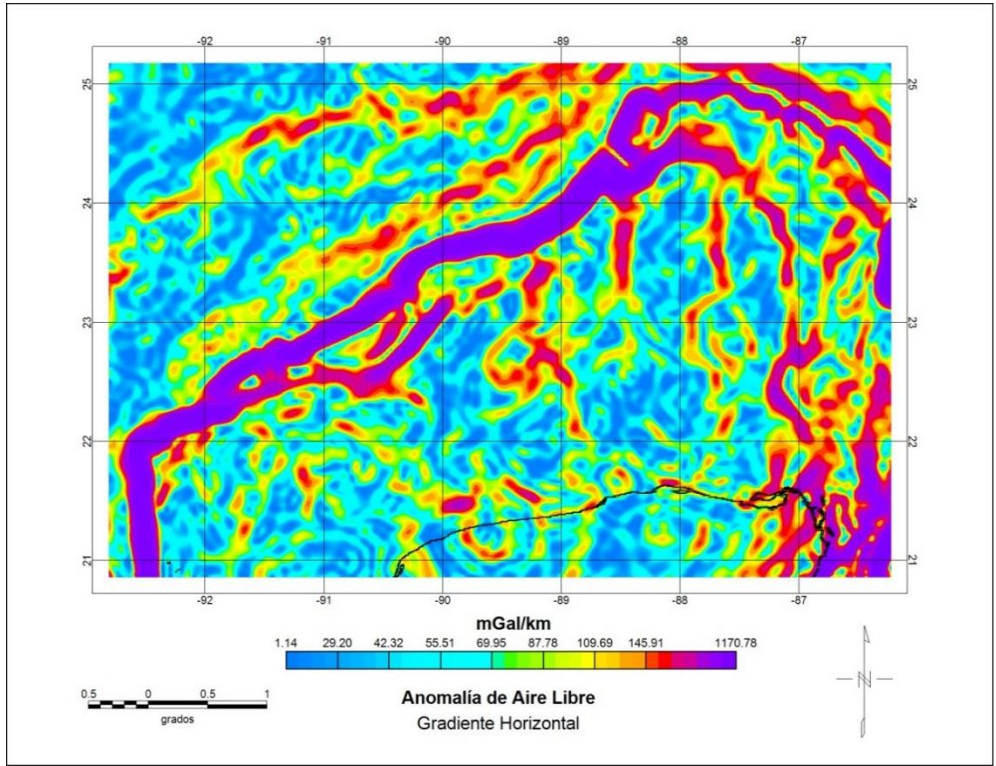 -92 -91 -90 -89 -88 -87
25 25
24 24
23 23
22 22
21 21
-92 -91 -90 -89 -88 -87
mGal/km
1.14 29.20 42.32 55.51 69.95 87.78 109.69 145.91 1170.78
0.5 0 0.5 1
grados
Anomalía de Aire Libre
Gradiente Horizontal
N